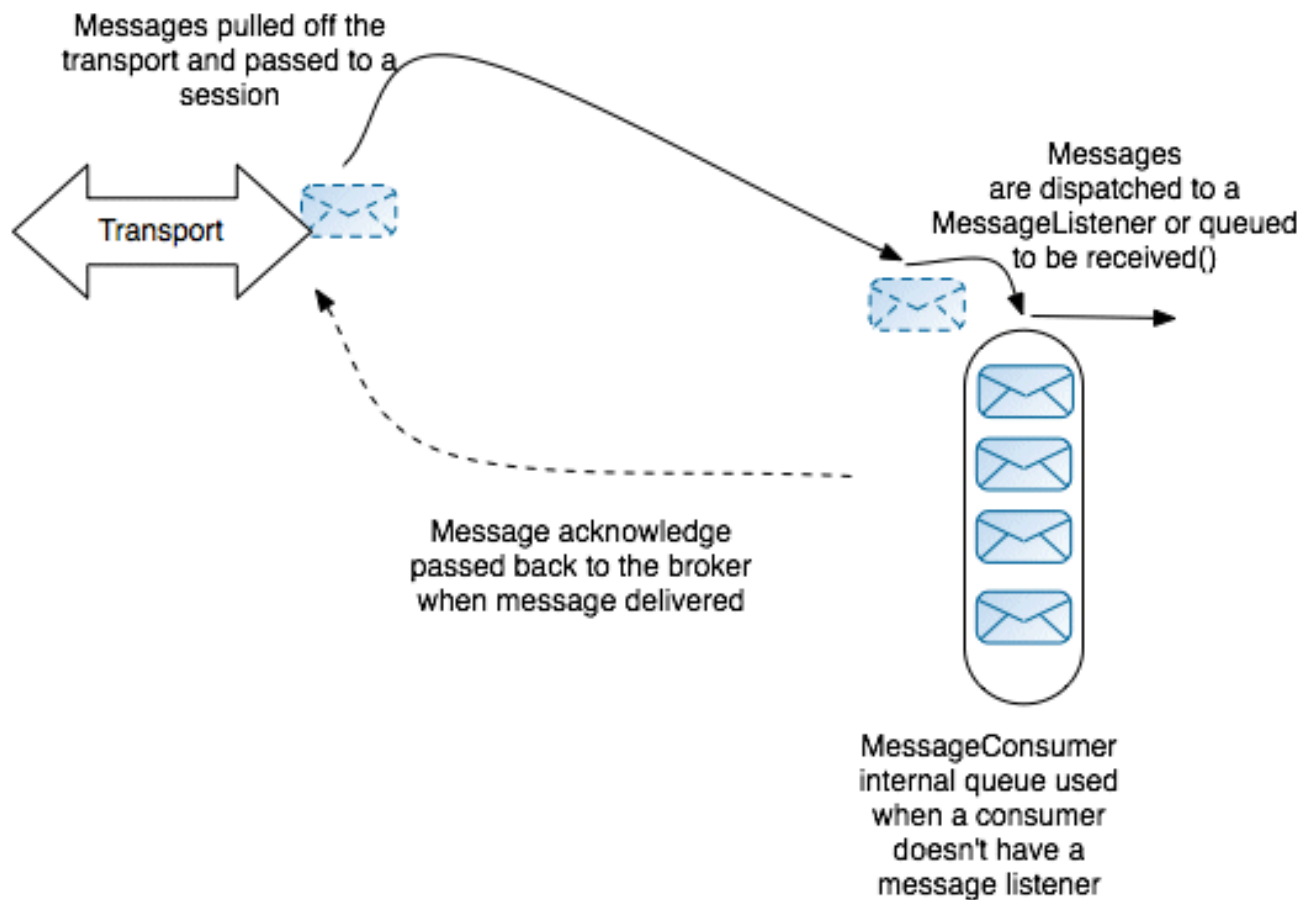 Messages pulled off the
transport and passed to a
session
Transport
Messages
are dispatched to a
MessageListener or queued
to be received()
Message acknowledge
passed back to the broker
when message delivered
MessageConsumer
internal queue used
when a consumer
doesn't have a
message listener